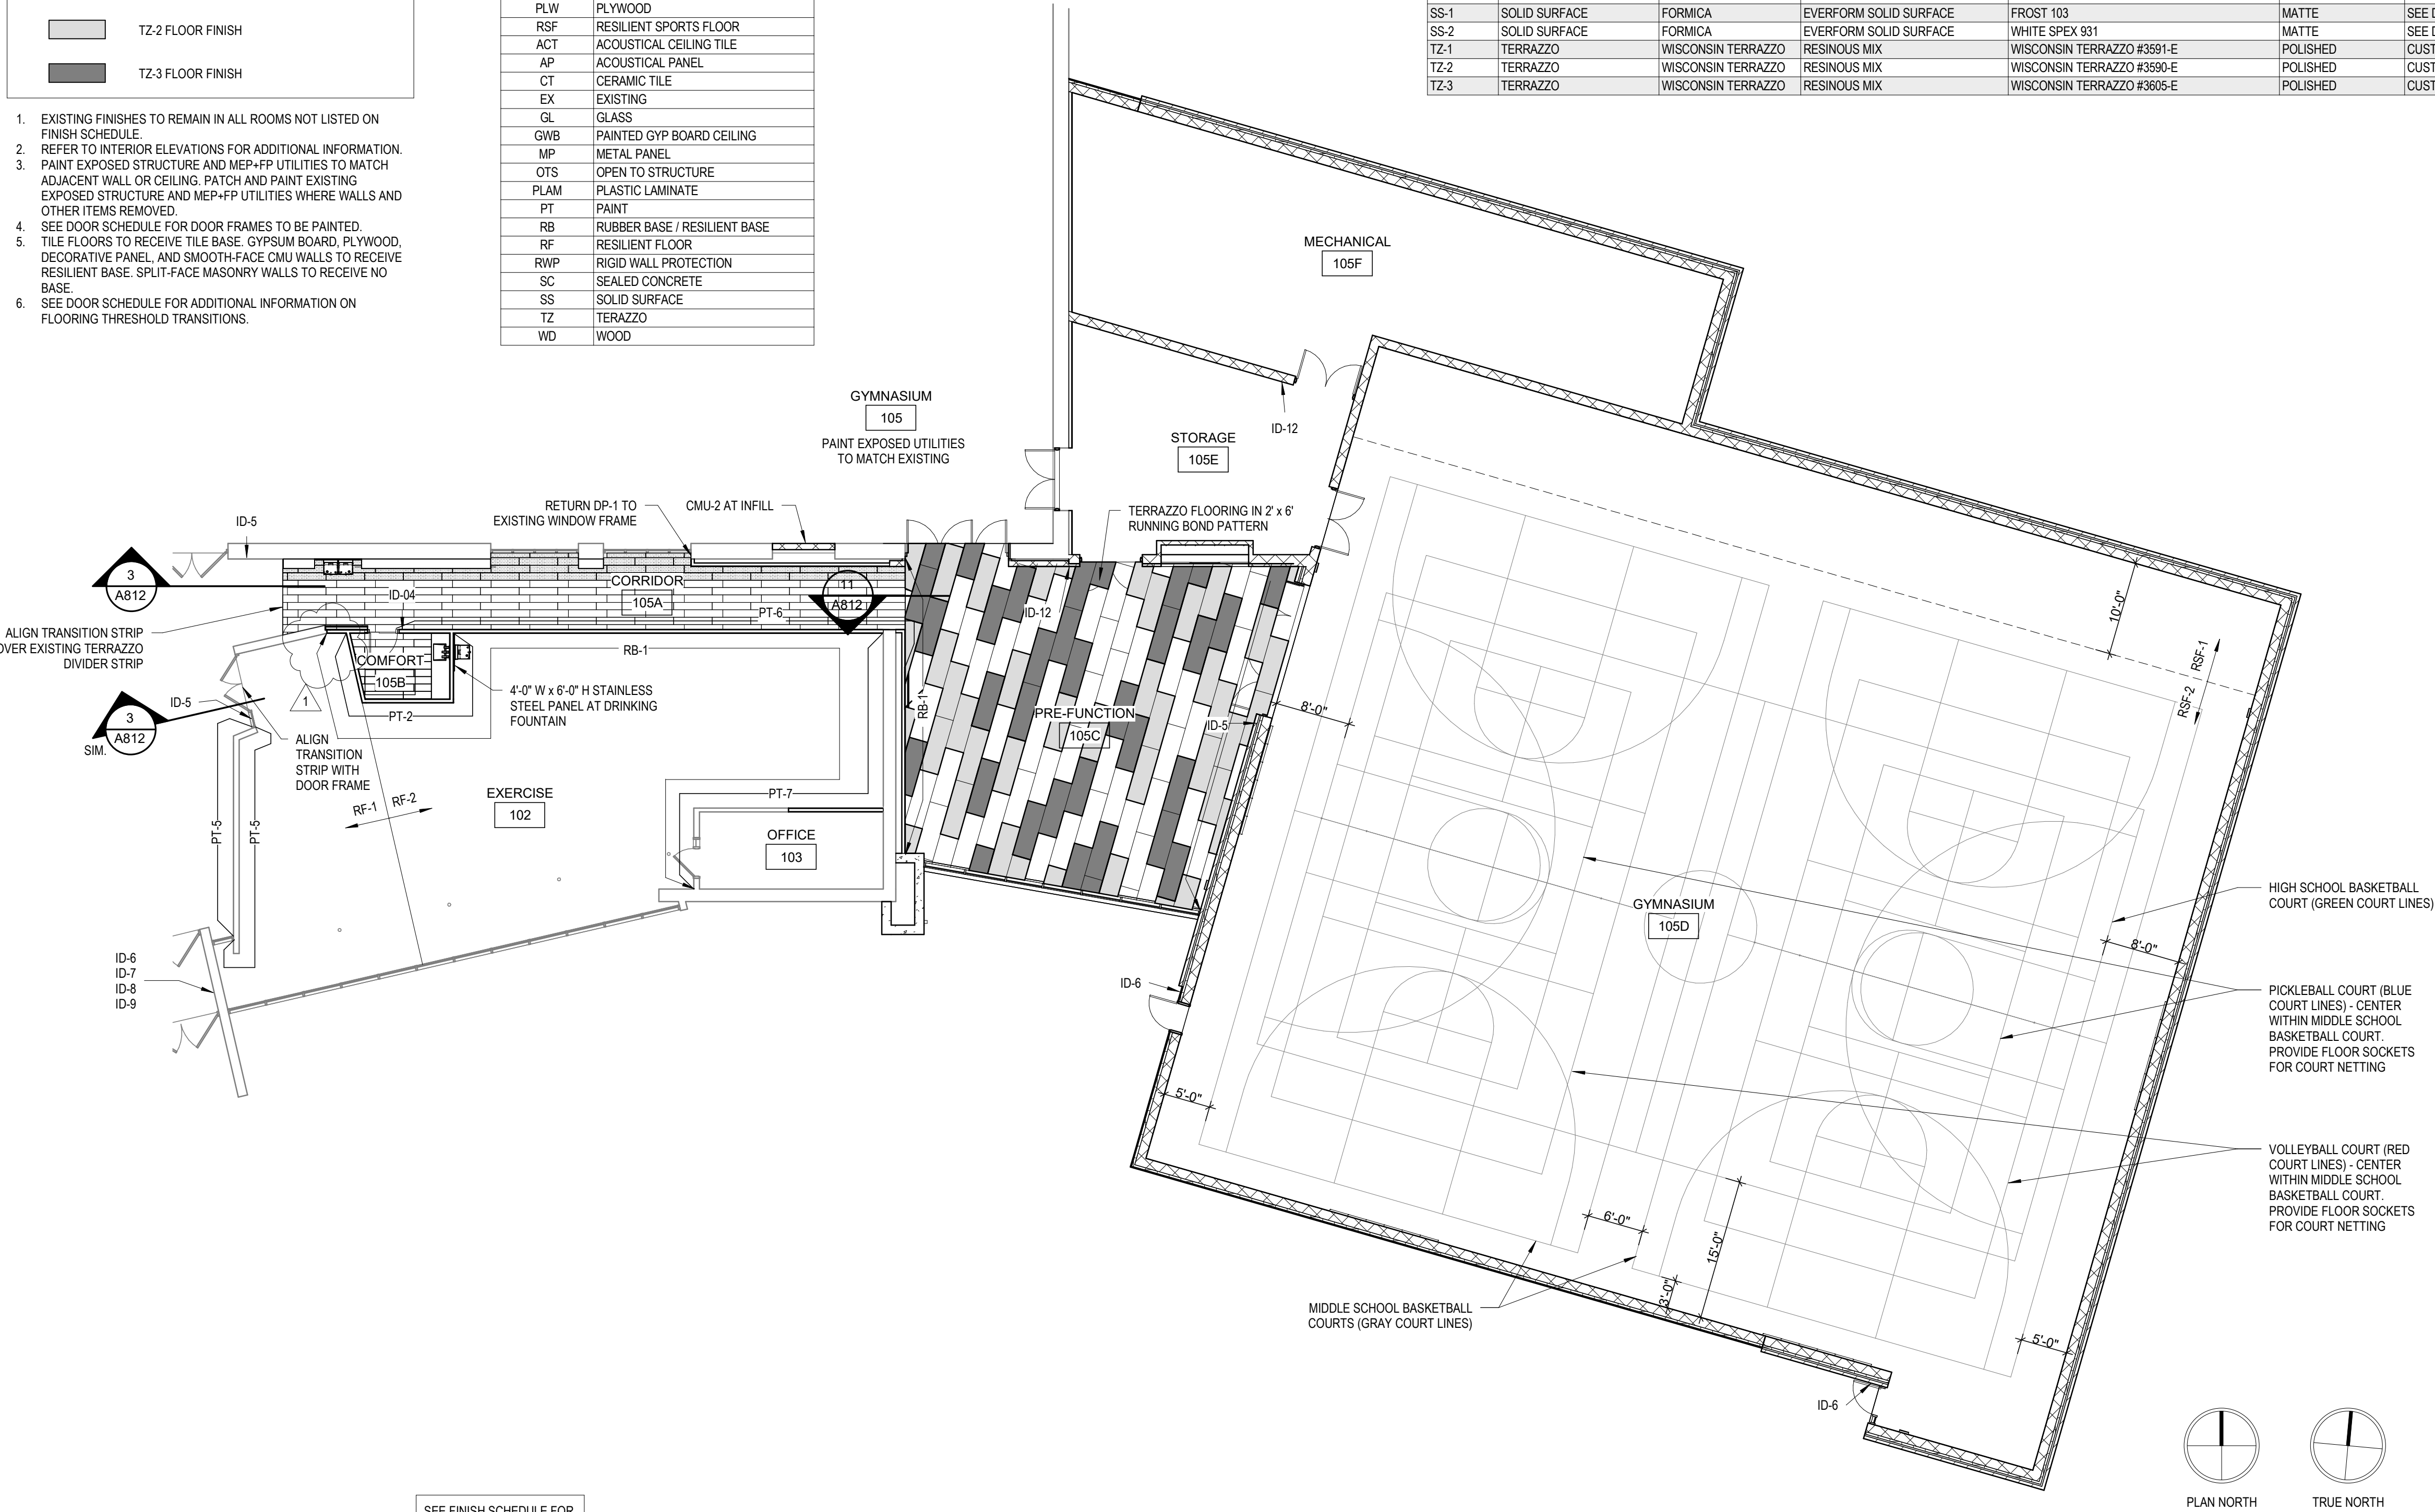 TZ-2 FLOOR FINISH
TZ-3 FLOOR FINISH
1. EXISTING FINISHES TO REMAIN IN ALL ROOMS NOT LISTED ON
FINISH SCHEDULE.
2. REFER TO INTERIOR ELEVATIONS FOR ADDITIONAL INFORMATION.
3. PAINT EXPOSED STRUCTURE AND MEP+FP UTILITIES TO MATCH
ADJACENT WALL OR CEILING. PATCH AND PAINT EXISTING
EXPOSED STRUCTURE AND MEP+FP UTILITIES WHERE WALLS AND
OTHER ITEMS REMOVED.
4. SEE DOOR SCHEDULE FOR DOOR FRAMES TO BE PAINTED.
5. TILE FLOORS TO RECEIVE TILE BASE. GYPSUM BOARD, PLYWOOD,
DECORATIVE PANEL, AND SMOOTH-FACE CMU WALLS TO RECEIVE
RESILIENT BASE. SPLIT-FACE MASONRY WALLS TO RECEIVE NO
BASE.
6. SEE DOOR SCHEDULE FOR ADDITIONAL INFORMATION ON
FLOORING THRESHOLD TRANSITIONS.
PLW PLYWOOD
RSF RESILIENT SPORTS FLOOR
ACT ACOUSTICAL CEILING TILE
AP ACOUSTICAL PANEL
CT CERAMIC TILE
EX EXISTING
GL GLASS
GWB PAINTED GYP BOARD CEILING
MP METAL PANEL
OTS OPEN TO STRUCTURE
PLAM PLASTIC LAMINATE
PT PAINT
RB RUBBER BASE / RESILIENT BASE
RF RESILIENT FLOOR
RWP RIGID WALL PROTECTION
SC SEALED CONCRETE
SS SOLID SURFACE
TZ TERAZZO
WD WOOD
SS-1 SOLID SURFACE FORMICA EVERFORM SOLID SURFACE FROST 103 MATTE SEE
SS-2 SOLID SURFACE FORMICA EVERFORM SOLID SURFACE WHITE SPEX 931 MATTE SEE
TZ-1 TERRAZZO WISCONSIN TERRAZZO RESINOUS MIX WISCONSIN TERRAZZO #3591-E POLISHED CUST
TZ-2 TERRAZZO WISCONSIN TERRAZZO RESINOUS MIX WISCONSIN TERRAZZO #3590-E POLISHED CUST
TZ-3 TERRAZZO WISCONSIN TERRAZZO RESINOUS MIX WISCONSIN TERRAZZO #3605-E POLISHED CUST
MECHANICAL
105F
GYMNASIUM
105
PAINT EXPOSED UTILITIES
TO MATCH EXISTING
STORAGE
105E
ID-12
RETURN DP-1 TO
EXISTING WINDOW FRAME
CMU-2 AT INFILL
TERRAZZO FLOORING IN 2' x 6'
RUNNING BOND PATTERN
ID-5
3
A812
CORRIDOR
105A
ID-04
PT-6
11
A812
ID-12
ALIGN TRANSITION STRIP
OVER EXISTING TERRAZZO
DIVIDER STRIP
COMFORT
105B
RB-1
1
PT-2
4'-0" W x 6'-0" H STAINLESS
STEEL PANEL AT DRINKING
FOUNTAIN
ID-5
3
A812
SIM.
ALIGN
TRANSITION
STRIP WITH
DOOR FRAME
RB-1
PRE-FUNCTION
105C
ID-5
8'-0"
10'-0"
RSF-1
RSF-2
EXERCISE
102
RF-1 RF-2
PT-7
OFFICE
103
PT-5
PT-5
ID-6
ID-7
ID-8
ID-9
GYMNASIUM
105D
ID-6
HIGH SCHOOL BASKETBALL
COURT (GREEN COURT LINES)
8'-0"
PICKLEBALL COURT (BLUE
COURT LINES) - CENTER
WITHIN MIDDLE SCHOOL
BASKETBALL COURT.
PROVIDE FLOOR SOCKETS
FOR COURT NETTING
5'-0"
VOLLEYBALL COURT (RED
COURT LINES) - CENTER
WITHIN MIDDLE SCHOOL
BASKETBALL COURT.
PROVIDE FLOOR SOCKETS
FOR COURT NETTING
6'-0"
15'-0"
3'-0"
5'-0"
MIDDLE SCHOOL BASKETBALL
COURTS (GRAY COURT LINES)
ID-6
SEE FINISH SCHEDULE FOR
PLAN NORTH
TRUE NORTH